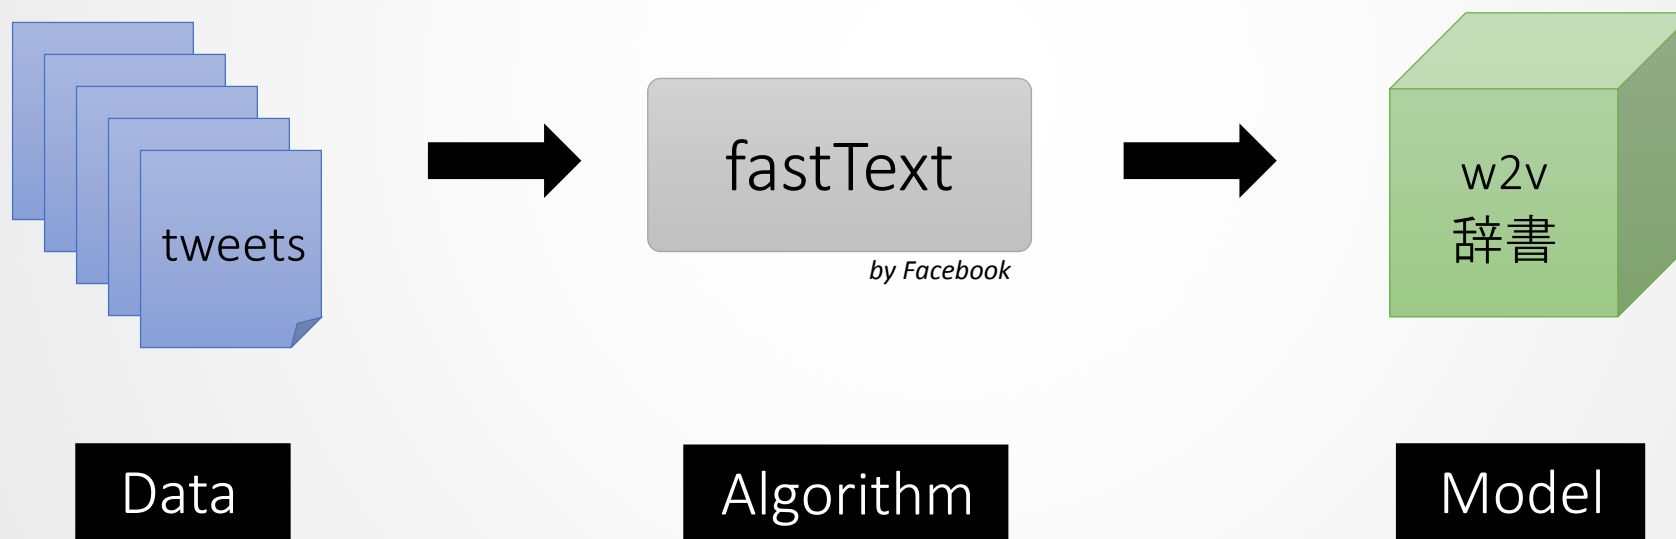 tweets
fastText
by Facebook
w2v
辞書
Data
Algorithm
Model